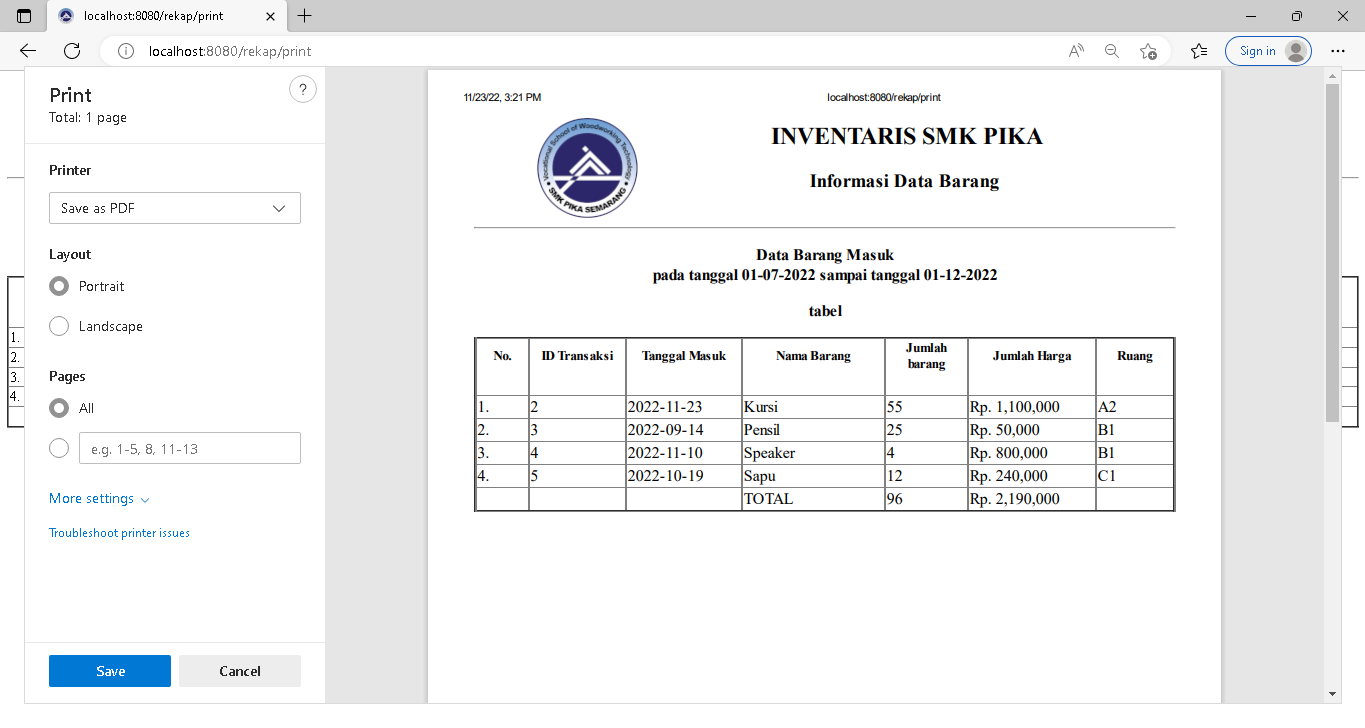 localhost:8080/rekap/print
localhost:8080/rekap/print
Sign in
Print
Total: 1 page
?
Printer
Save as PDF
Layout
Portrait
Landscape
Pages
All
e.g. 1-5, 8, 11-13
More settings
Troubleshoot printer issues
Save
Cancel
1.
2.
3.
4.
11/23/22, 3:21 PM localhost:8080/rekap/print
Vocational School of Woodworking Technology
SMK PIKA SEMARANG
INVENTARIS SMK PIKA
Informasi Data Barang
Data Barang Masuk
pada tanggal 01-07-2022 sampai tanggal 01-12-2022
tabel
No. ID Transaksi Tanggal Masuk Nama Barang Jumlah barang Jumlah Harga Ruang
1. 2 2022-11-23 Kursi 55 Rp. 1,100,000 A2
2. 3 2022-09-14 Pensil 25 Rp. 50,000 B1
3. 4 2022-11-10 Speaker 4 Rp. 800,000 B1
4. 5 2022-10-19 Sapu 12 Rp. 240,000 C1
TOTAL 96 Rp. 2,190,000